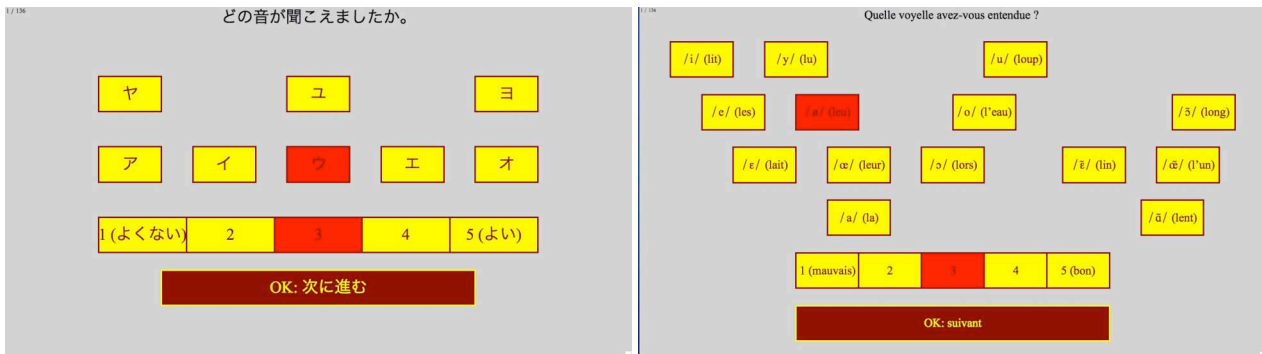 1 / 136
どの音が聞こえましたか。
ヤ ユ ヨ
ア イ ウ エ オ
1 (よくない) 2 3 4 5 (よい)
OK: 次に進む
1 / 136
Quelle voyelle avez-vous entendue ?
/i/ (lit) /y/ (lu) /u/ (loup)
/e/ (les) /ø/ (leu) /o/ (l'eau) /ɔ̃/ (long)
/ɛ/ (lait) /œ/ (leur) /ɔ/ (lors) /ɛ̃/ (lin) /œ̃/ (l'un)
/a/ (la) /ɑ̃/ (lent)
1 (mauvais) 2 3 4 5 (bon)
OK: suivant